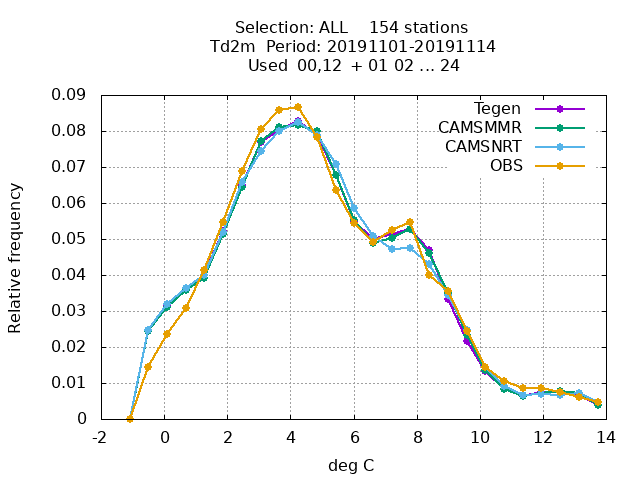 Selection: ALL    154 stations
Td2m  Period: 20191101-20191114
Used  00,12  + 01 02 ... 24
Relative frequency
0.09
0.08
0.07
0.06
0.05
0.04
0.03
0.02
0.01
0
Tegen
CAMSMMR
CAMSNRT
OBS
-2 0 2 4 6 8 10 12 14
deg C